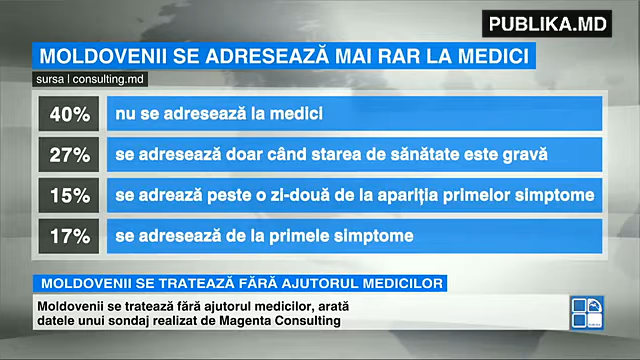 PUBLIKA.MD
MOLDOVENII SE ADRESEAZĂ MAI RAR LA MEDICI
sursa | consulting.md
40% nu se adresează la medici
27% se adresează doar când starea de sănătate este gravă
15% se adrează peste o zi-două de la apariția primelor simptome
17% se adresează de la primele simptome
MOLDOVENII SE TRATEAZĂ FĂRĂ AJUTORUL MEDICILOR
Moldovenii se tratează fără ajutorul medicilor, arată
datele unui sondaj realizat de Magenta Consulting